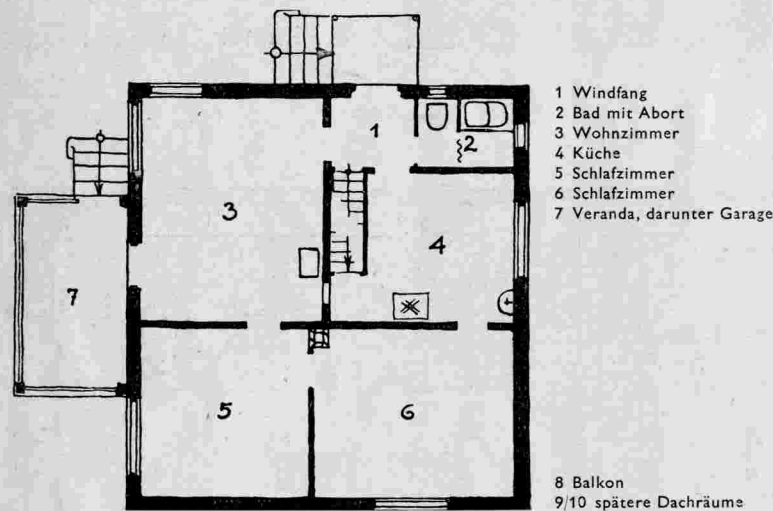 1 Windfang
2 Bad mit Abort
3 Wohnzimmer
4 Küche
5 Schlafzimmer
6 Schlafzimmer
7 Veranda, darunter Garage
8 Balkon
9/10 spätere Dachräume
1
2
3
4
7
5
6